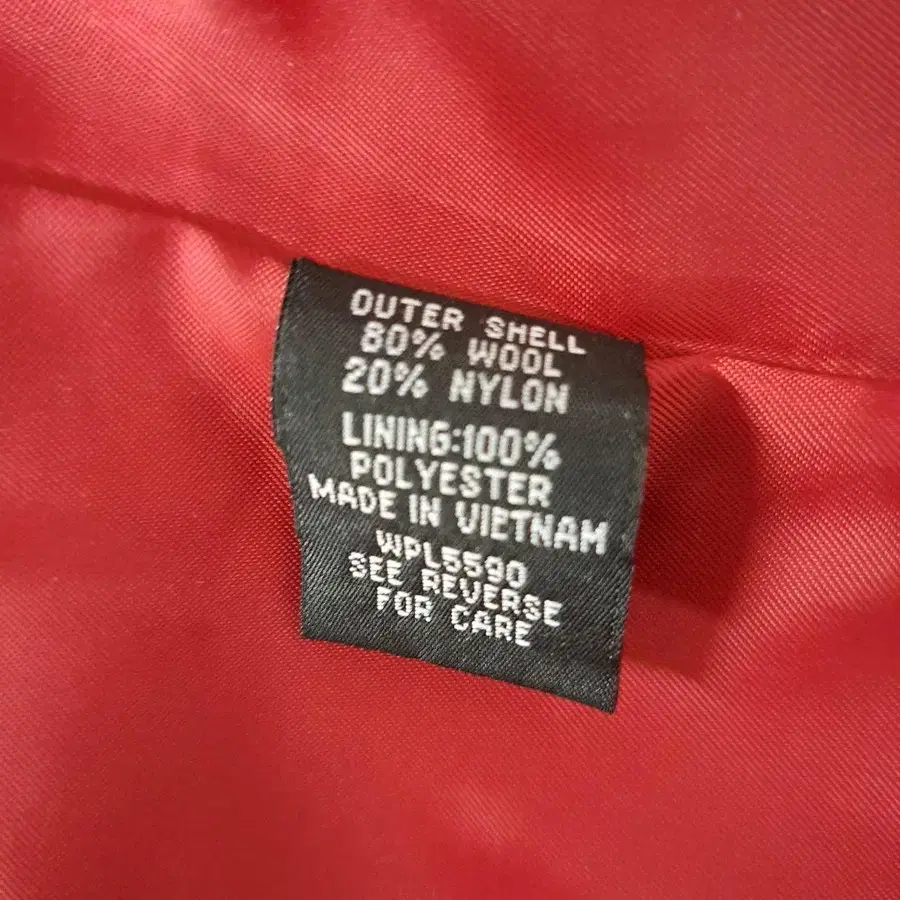 OUTER SHELL
80% WOOL
20% NYLON
LINING:100%
POLYESTER
MADE IN VIETNAM
WPL5590
SEE REVERSE
FOR CARE